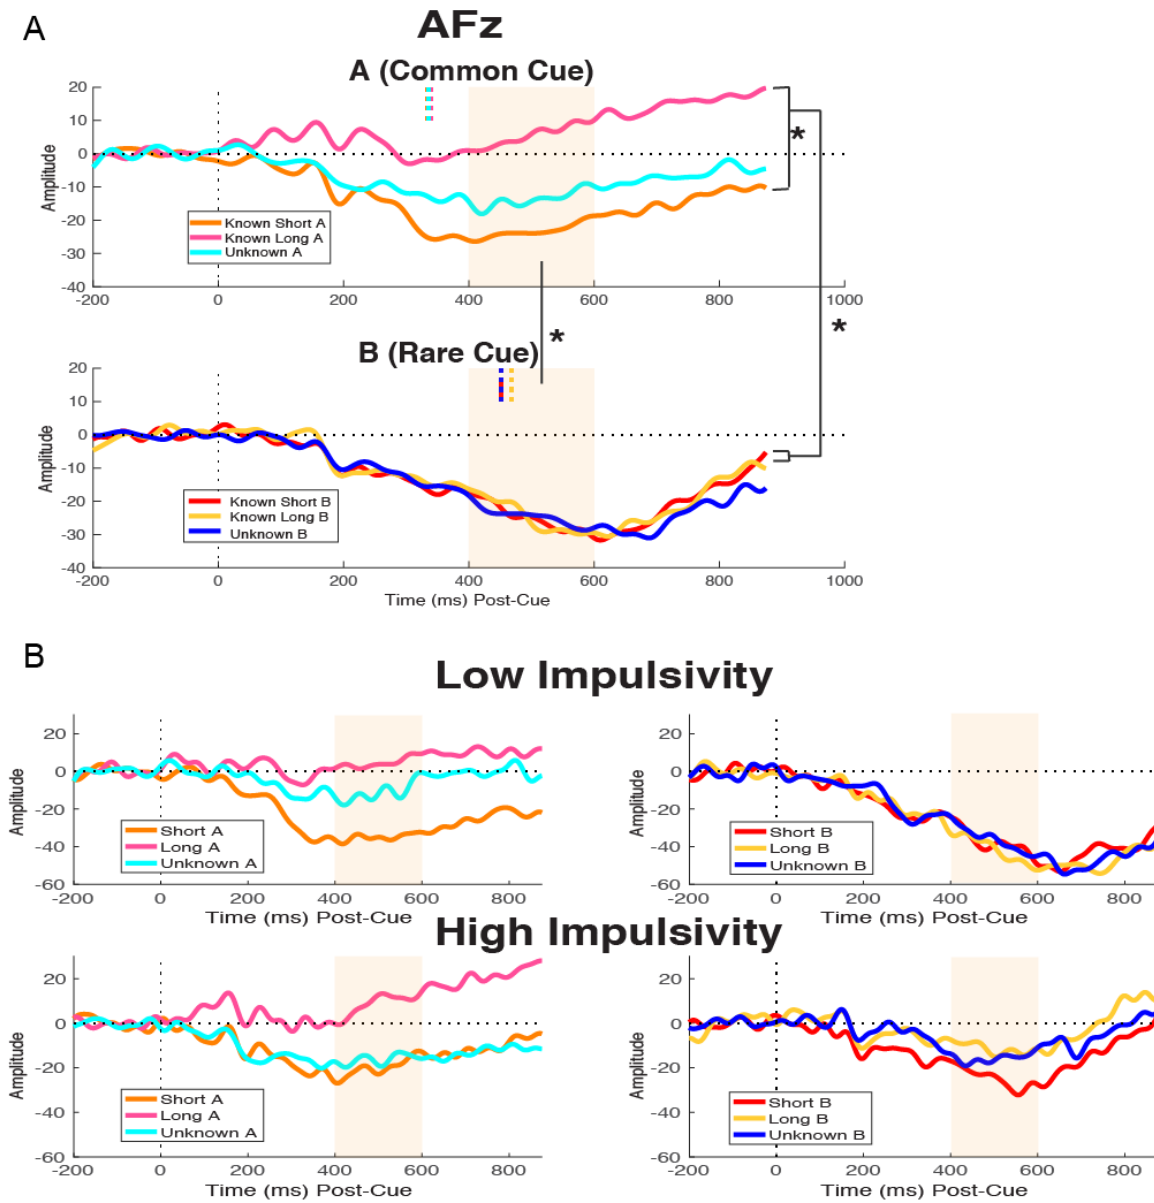 A
AFz
A (Common Cue)
20
10
0
-10
-20
-30
-40
Amplitude
Known Short A
Known Long A
Unknown A
-200 0 200 400 600 800 1000
*
*
*
B (Rare Cue)
20
10
0
-10
-20
-30
-40
Amplitude
Known Short B
Known Long B
Unknown B
-200 0 200 400 600 800 1000
Time (ms) Post-Cue
B
Low Impulsivity
20
0
-20
-40
-60
Amplitude
Short A
Long A
Unknown A
-200 0 200 400 600 800
Time (ms) Post-Cue
20
0
-20
-40
-60
Amplitude
Short B
Long B
Unknown B
-200 0 200 400 600 800
Time (ms) Post-Cue
High Impulsivity
20
0
-20
-40
-60
Amplitude
Short A
Long A
Unknown A
-200 0 200 400 600 800
Time (ms) Post-Cue
20
0
-20
-40
-60
Amplitude
Short B
Long B
Unknown B
-200 0 200 400 600 800
Time (ms) Post-Cue